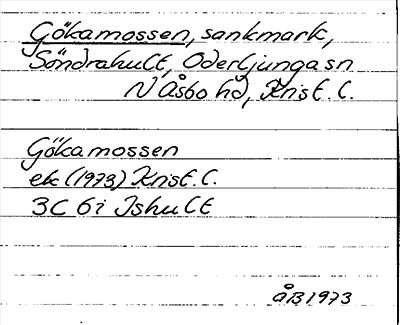 Gökamossen, sankmark,
Söndrahult, Oderljunga sn
N Åsbo hd, Krist. l.
Gökamossen
ek (1973) Krist. l.
3C 6i Ishult
ÅB 1973